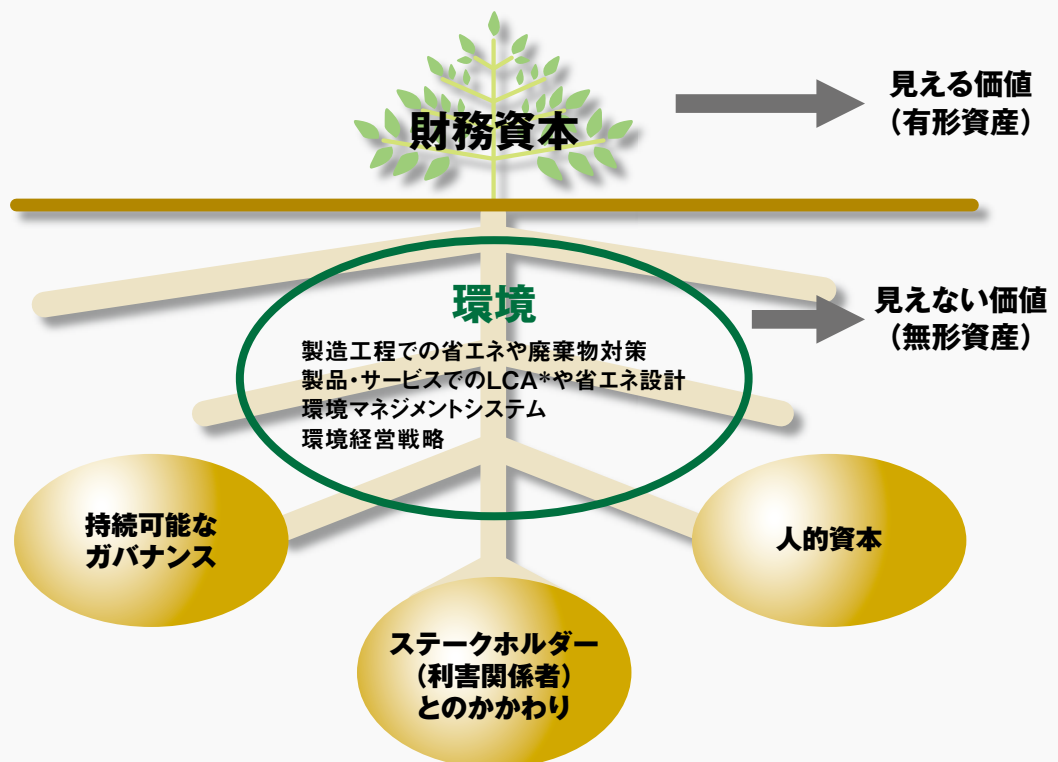 財務資本
見える価値
（有形資産）
環境
製造工程での省エネや廃棄物対策
製品・サービスでのLCA*や省エネ設計
環境マネジメントシステム
環境経営戦略
見えない価値
（無形資産）
持続可能な
ガバナンス
人的資本
ステークホルダー
（利害関係者）
とのかかわり